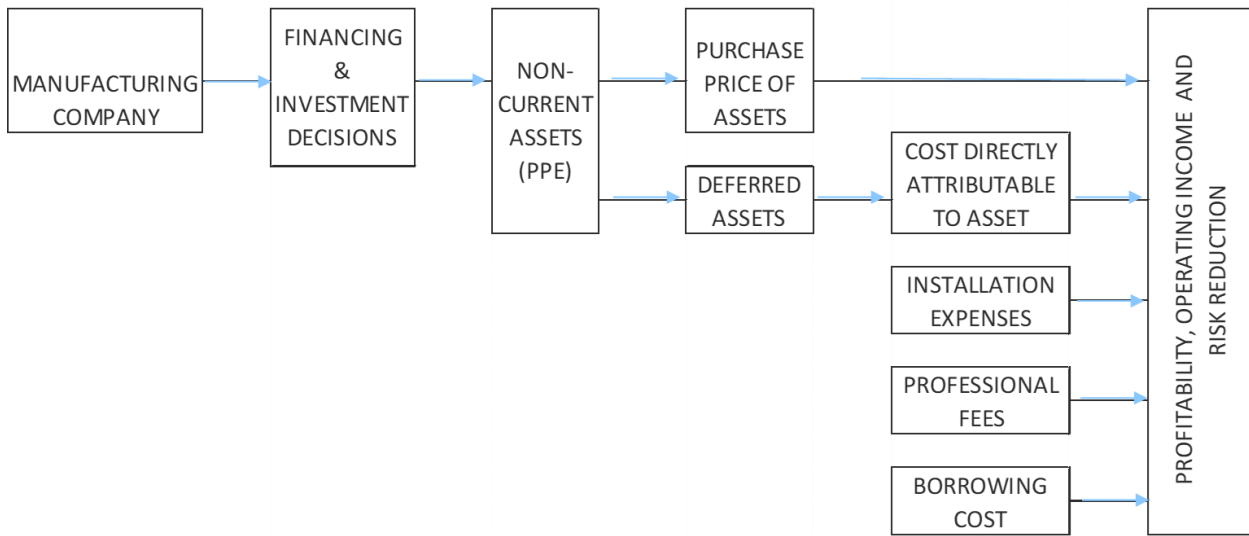 MANUFACTURING
COMPANY
FINANCING
&
INVESTMENT
DECISIONS
NON-
CURRENT
ASSETS
(PPE)
PURCHASE
PRICE OF
ASSETS
DEFERRED
ASSETS
COST DIRECTLY
ATTRIBUTABLE
TO ASSET
INSTALLATION
EXPENSES
PROFESSIONAL
FEES
BORROWING
COST
PROFITABILITY, OPERATING INCOME AND
RISK REDUCTION